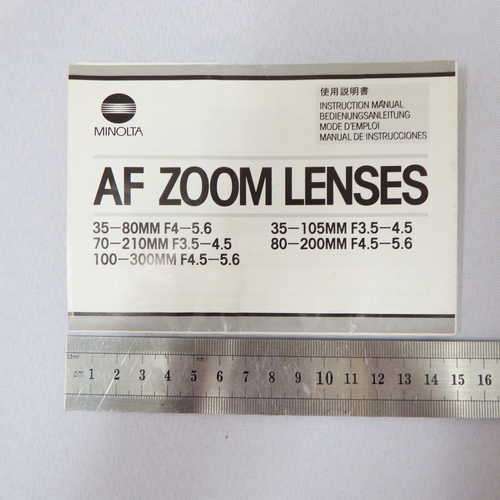 使用説明書
INSTRUCTION MANUAL
BEDIENUNGSANLEITUNG
MODE D'EMPLOI
MANUAL DE INSTRUCCIONES
MINOLTA
AF ZOOM LENSES
35–80MM F4–5.6
35–105MM F3.5–4.5
70–210MM F3.5–4.5
80–200MM F4.5–5.6
100–300MM F4.5–5.6
1 2 3 4 5 6 7 8 9 10 11 12 13 14 15 16